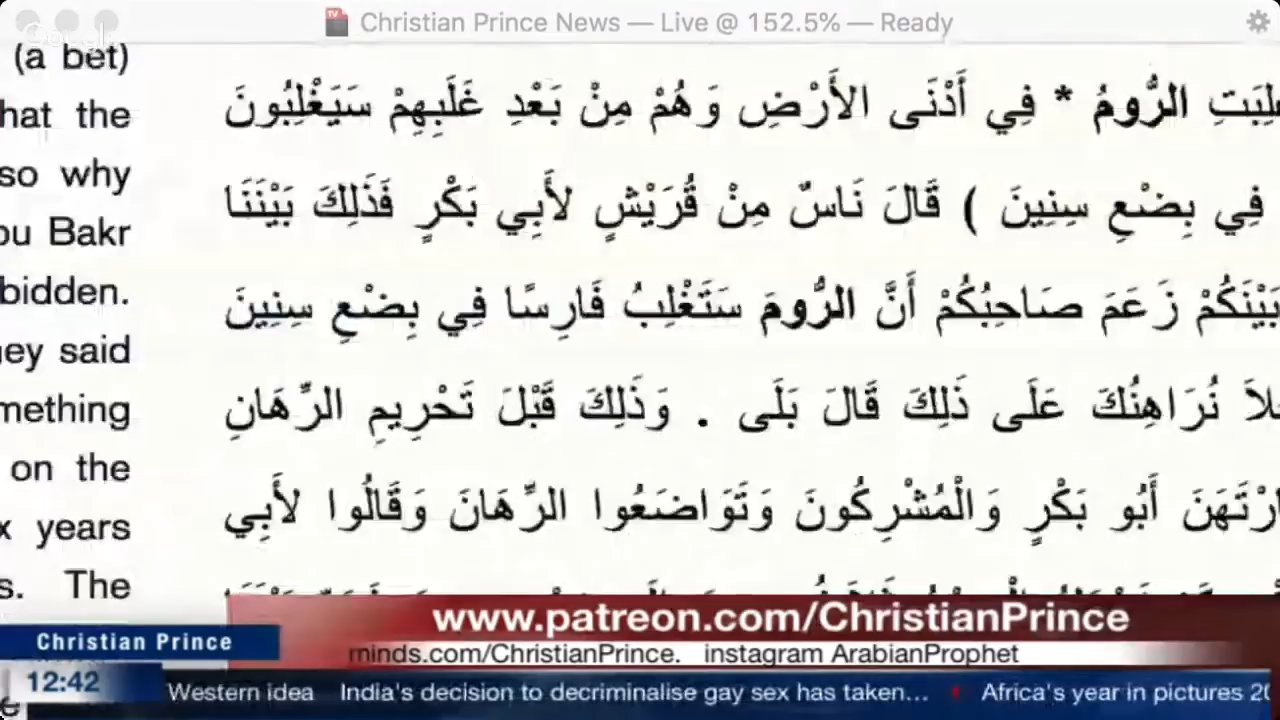 Christian Prince News — Live @ 152.5% — Ready
Google
(a bet)
hat the
so why
ou Bakr
bidden.
ey said
mething
on the
x years
s. The
الرُّومُ * فِي أَدْنَى الأَرْضِ وَهُمْ مِنْ بَعْدِ غَلَبِهِمْ سَيَغْلِبُونَ
فِي بِضْعِ سِنِينَ ) قَالَ نَاسٌ مِنْ قُرَيْشٍ لأَبِي بَكْرٍ فَذَلِكَ بَيْنَنَا
بَيْنَكُمْ زَعَمَ صَاحِبُكُمْ أَنَّ الرُّومَ سَتَغْلِبُ فَارِسًا فِي بِضْعِ سِنِينَ
نُرَاهِنُكَ عَلَى ذَلِكَ قَالَ بَلَى . وَذَلِكَ قَبْلَ تَحْرِيمِ الرِّهَانِ
ارْتَهَنَ أَبُو بَكْرٍ وَالْمُشْرِكُونَ وَتَوَاضَعُوا الرِّهَانَ وَقَالُوا لأَبِي
www.patreon.com/ChristianPrince
Christian Prince
minds.com/ChristianPrince. instagram ArabianProphet
12:42
Western idea India's decision to decriminalise gay sex has taken... • Africa's year in pictures